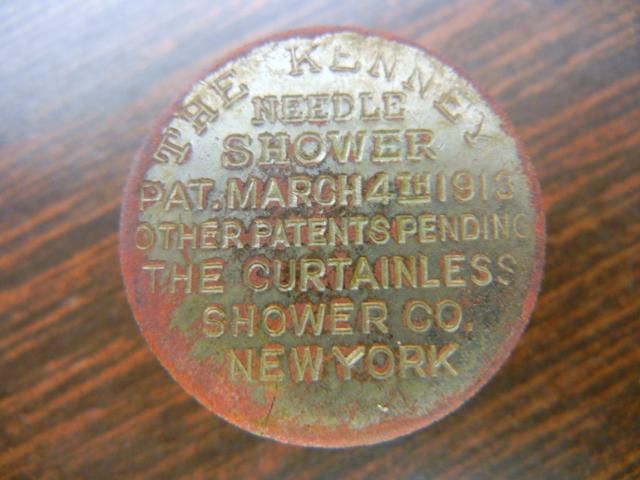 THE KENNEY
NEEDLE
SHOWER
PAT. MARCH 4TH 1913
OTHER PATENTS PENDING
THE CURTAINLESS
SHOWER CO.
NEW YORK